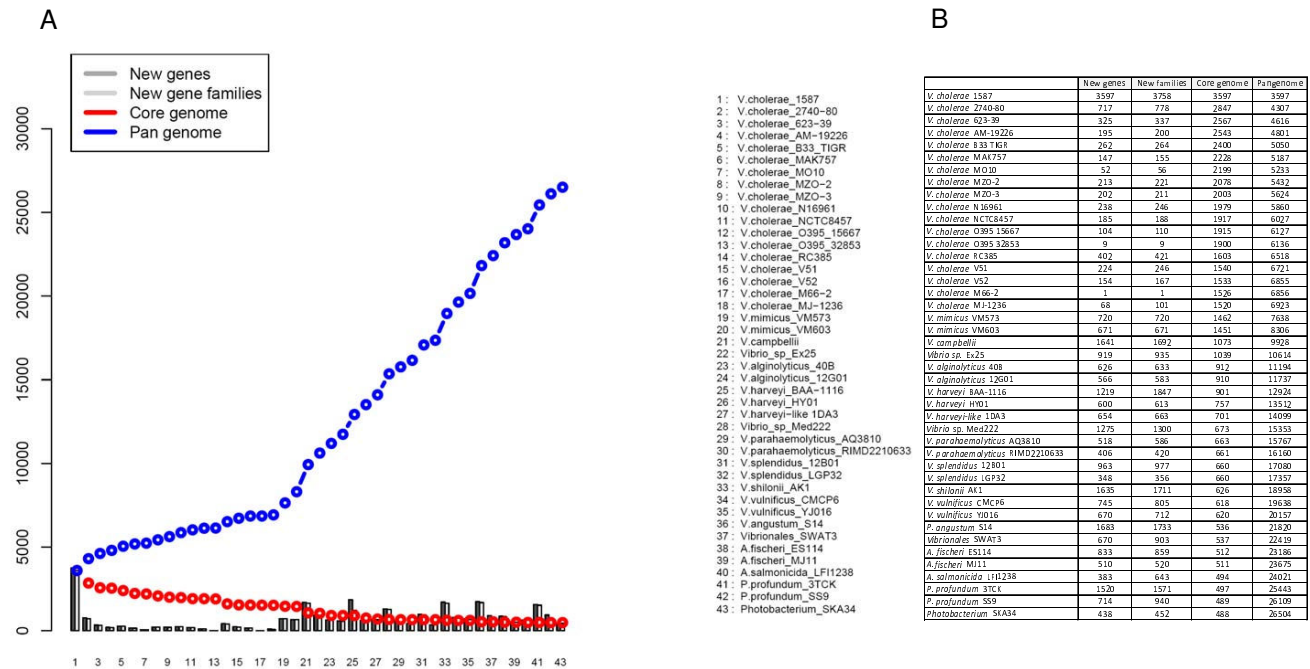 A
B
New genes
New gene families
Core genome
Pan genome
30000
25000
20000
15000
10000
5000
0
1 3 5 7 9 11 13 15 17 19 21 23 25 27 29 31 33 35 37 39 41 43
1 : V.cholerae_1587
2 : V.cholerae_2740−80
3 : V.cholerae_623−39
4 : V.cholerae_AM−19226
5 : V.cholerae_B33_TIGR
6 : V.cholerae_MAK757
7 : V.cholerae_MO10
8 : V.cholerae_MZO−2
9 : V.cholerae_MZO−3
10 : V.cholerae_N16961
11 : V.cholerae_NCTC8457
12 : V.cholerae_O395_15667
13 : V.cholerae_O395_32853
14 : V.cholerae_RC385
15 : V.cholerae_V51
16 : V.cholerae_V52
17 : V.cholerae_M66−2
18 : V.cholerae_MJ−1236
19 : V.mimicus_VM573
20 : V.mimicus_VM603
21 : V.campbellii
22 : Vibrio_sp_Ex25
23 : V.alginolyticus_40B
24 : V.alginolyticus_12G01
25 : V.harveyi_BAA−1116
26 : V.harveyi_HY01
27 : V.harveyi−like 1DA3
28 : Vibrio_sp_Med222
29 : V.parahaemolyticus_AQ3810
30 : V.parahaemolyticus_RIMD2210633
31 : V.splendidus_12B01
32 : V.splendidus_LGP32
33 : V.shilonii_AK1
34 : V.vulnificus_CMCP6
35 : V.vulnificus_YJ016
36 : V.angustum_S14
37 : Vibrionales_SWAT3
38 : A.fischeri_ES114
39 : A.fischeri_MJ11
40 : A.salmonicida_LFI1238
41 : P.profundum_3TCK
42 : P.profundum_SS9
43 : Photobacterium_SKA34
New genes New families Core genome Pangenome
V. cholerae 1587 3597 3758 3597 3597
V. cholerae 2740-80 717 778 2847 4307
V. cholerae 623-39 325 337 2567 4616
V. cholerae AM-19226 195 200 2543 4801
V. cholerae B33 TIGR 262 264 2400 5050
V. cholerae MAK757 147 155 2228 5187
V. cholerae MO10 52 56 2199 5233
V. cholerae MZO-2 213 221 2078 5432
V. cholerae MZO-3 202 211 2003 5624
V. cholerae N16961 238 246 1979 5860
V. cholerae NCTC8457 185 188 1917 6027
V. cholerae O395 15667 104 110 1915 6127
V. cholerae O395 32853 9 9 1900 6136
V. cholerae RC385 402 421 1603 6518
V. cholerae V51 224 246 1540 6721
V. cholerae V52 154 167 1533 6855
V. cholerae M66-2 1 1 1526 6856
V. cholerae MJ-1236 68 101 1520 6923
V. mimicus VM573 720 720 1462 7638
V. mimicus VM603 671 671 1451 8306
V. campbellii 1641 1692 1073 9928
Vibrio sp. Ex25 919 935 1039 10614
V. alginolyticus 40B 626 633 912 11194
V. alginolyticus 12G01 566 583 910 11737
V. harveyi BAA-1116 1219 1847 901 12924
V. harveyi HY01 600 613 757 13512
V. harveyi-like 1DA3 654 663 701 14099
Vibrio sp. Med222 1275 1300 673 15353
V. parahaemolyticus AQ3810 518 586 663 15767
V. parahaemolyticus RIMD2210633 406 420 661 16160
V. splendidus 12B01 963 977 660 17080
V. splendidus LGP32 348 356 660 17357
V. shilonii AK1 1635 1711 626 18958
V. vulnificus CMCP6 745 805 618 19638
V. vulnificus YJ016 670 712 620 20157
P. angustum S14 1683 1733 536 21820
Vibrionales SWAT3 670 903 537 22419
A. fischeri ES114 833 859 512 23186
A.fischeri MJ11 510 520 511 23675
A. salmonicida LFI1238 383 643 494 24021
P. profundum 3TCK 1520 1571 497 25443
P. profundum SS9 714 940 489 26109
Photobacterium SKA34 438 452 488 26504